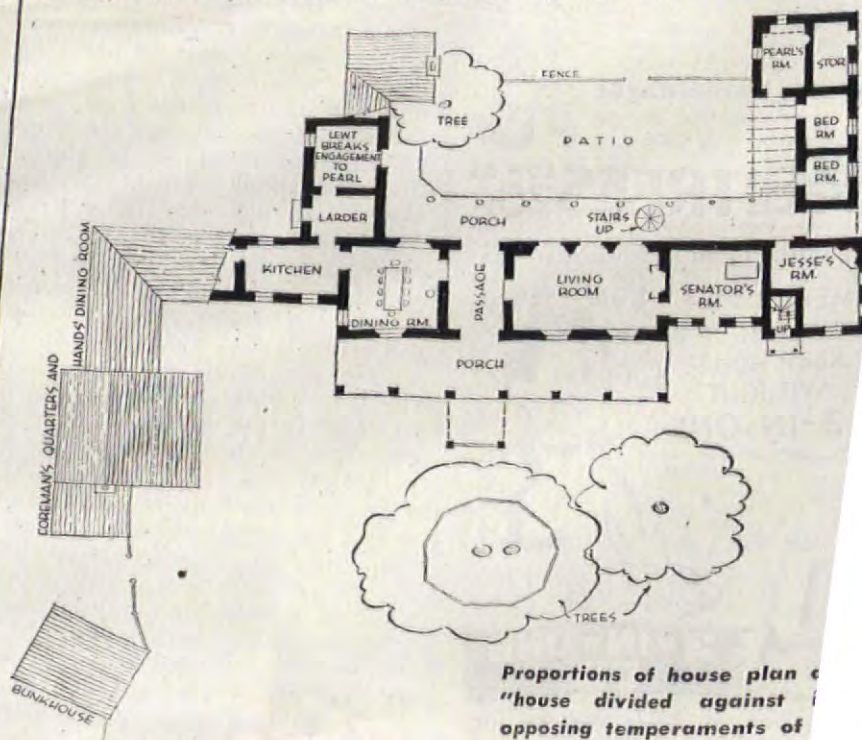 PEARL'S
RM.
STOR
FENCE
TREE
PATIO
BED
RM
BED
RM.
LEWT
BREAKS
ENGAGEMENT
TO
PEARL
LARDER
PORCH
STAIRS
UP
KITCHEN
DINING RM.
PASSAGE
LIVING
ROOM
SENATOR'S
RM.
JESSE'S
RM.
UP
HANDS' DINING ROOM
FOREMAN'S QUARTERS AND
PORCH
TREES
BUNKHOUSE
Proportions of house plan
"house divided against
opposing temperaments of